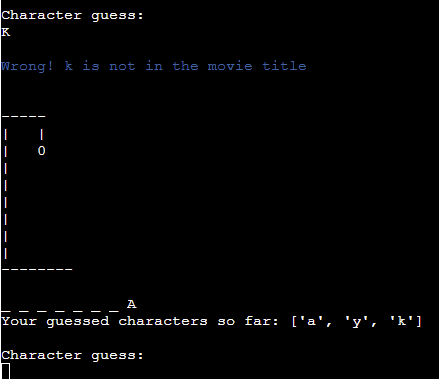 Character guess:
K
Wrong! k is not in the movie title
-----
|   |
|   O
|
|
|
|
|
|
--------
_ _ _ _ _ _ _ A
Your guessed characters so far: ['a', 'y', 'k']
Character guess: